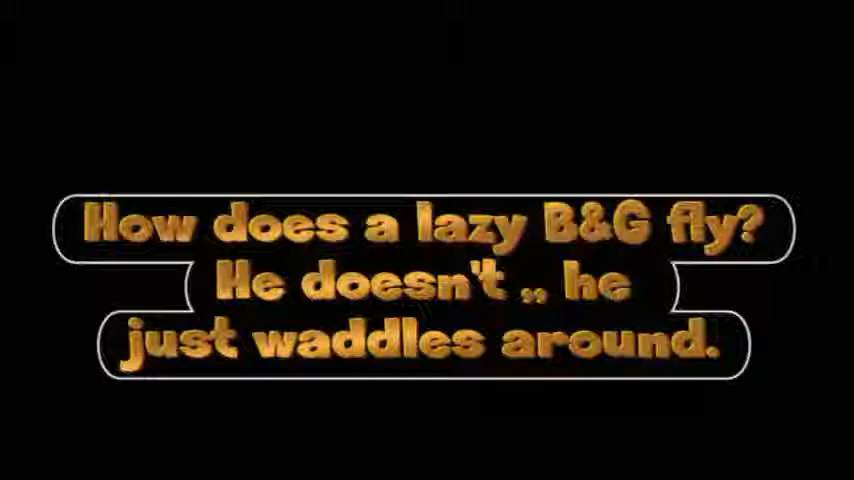 How does a lazy B&G fly?
He doesn't ,, he
just waddles around.